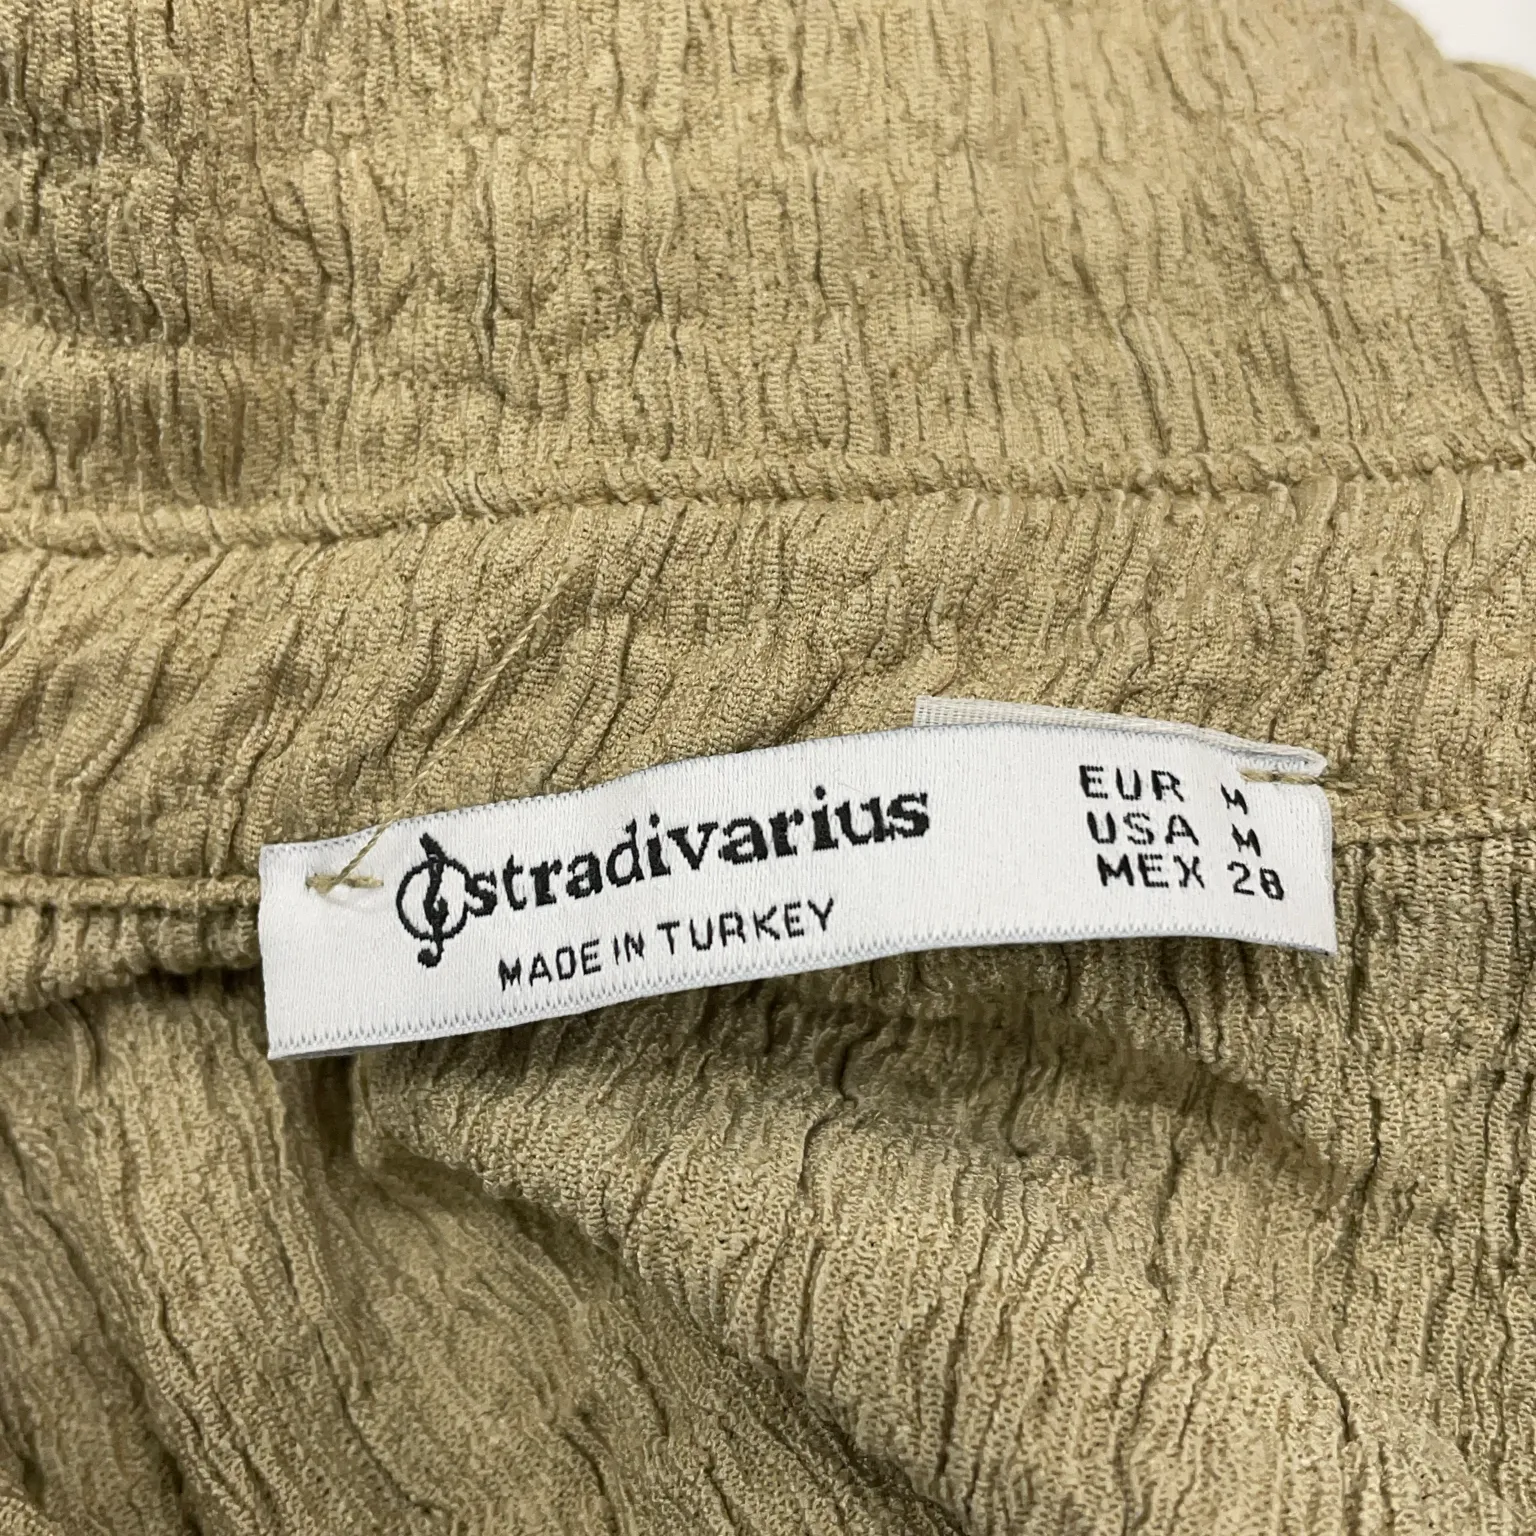 stradivarius
MADE IN TURKEY
EUR M
USA M
MEX 28